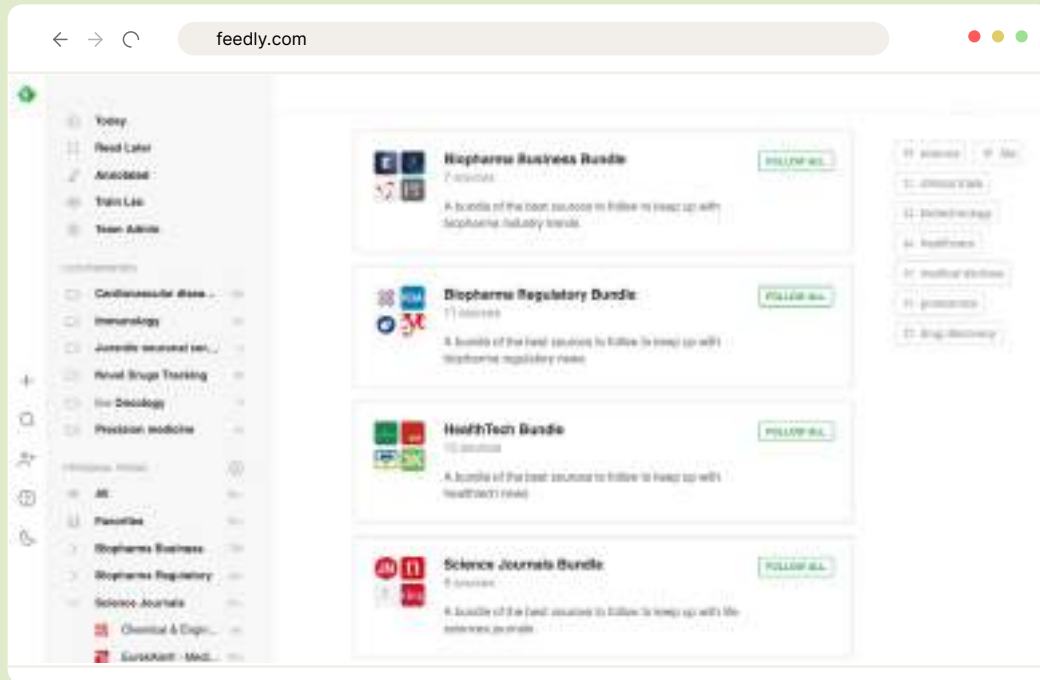 feedly.com
Today
Read Later
Annotated
Train Leo
Team Admin
Cardiovascular disea...
Immunology
Novel Drugs Tracking
Oncology
Precision medicine
All
Favorites
Biopharma Business
Biopharma Regulatory
Science Journals
Chemical & Engin...
EurekAlert! - Medi...
Biopharma Business Bundle
7 sources
FOLLOW ALL
A bundle of the best sources to follow to keep up with
biopharma industry trends.
Biopharma Regulatory Bundle
11 sources
FOLLOW ALL
A bundle of the best sources to follow to keep up with
biopharma regulatory news
HealthTech Bundle
sources
FOLLOW ALL
A bundle of the best sources to follow to keep up with
healthtech news
Science Journals Bundle
sources
FOLLOW ALL
A bundle of the best sources to follow to keep up with life
sciences journals.
clinical trials
biotechnology
healthcare
medical devices
drug discovery